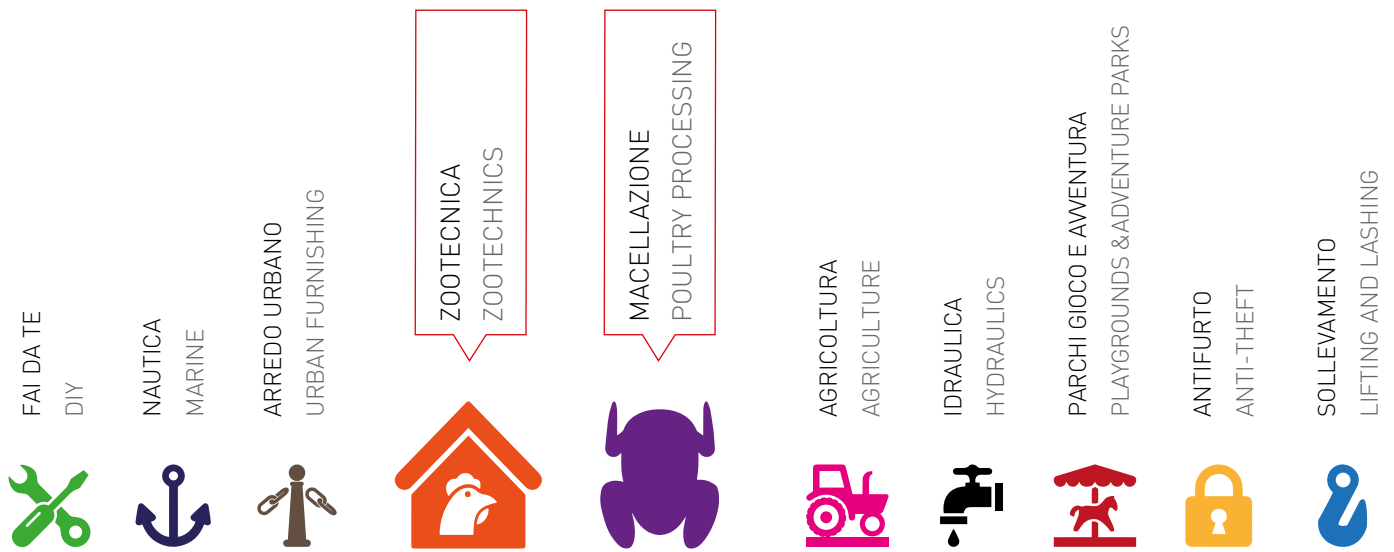 FAI DA TE
DIY
NAUTICA
MARINE
ARREDO URBANO
URBAN FURNISHING
ZOOTECNICA
ZOOTECHNICS
MACELLAZIONE
POULTRY PROCESSING
AGRICOLTURA
AGRICULTURE
IDRAULICA
HYDRAULICS
PARCHI GIOCO E AVVENTURA
PLAYGROUNDS &ADVENTURE PARKS
ANTIFURTO
ANTI-THEFT
SOLLEVAMENTO
LIFTING AND LASHING